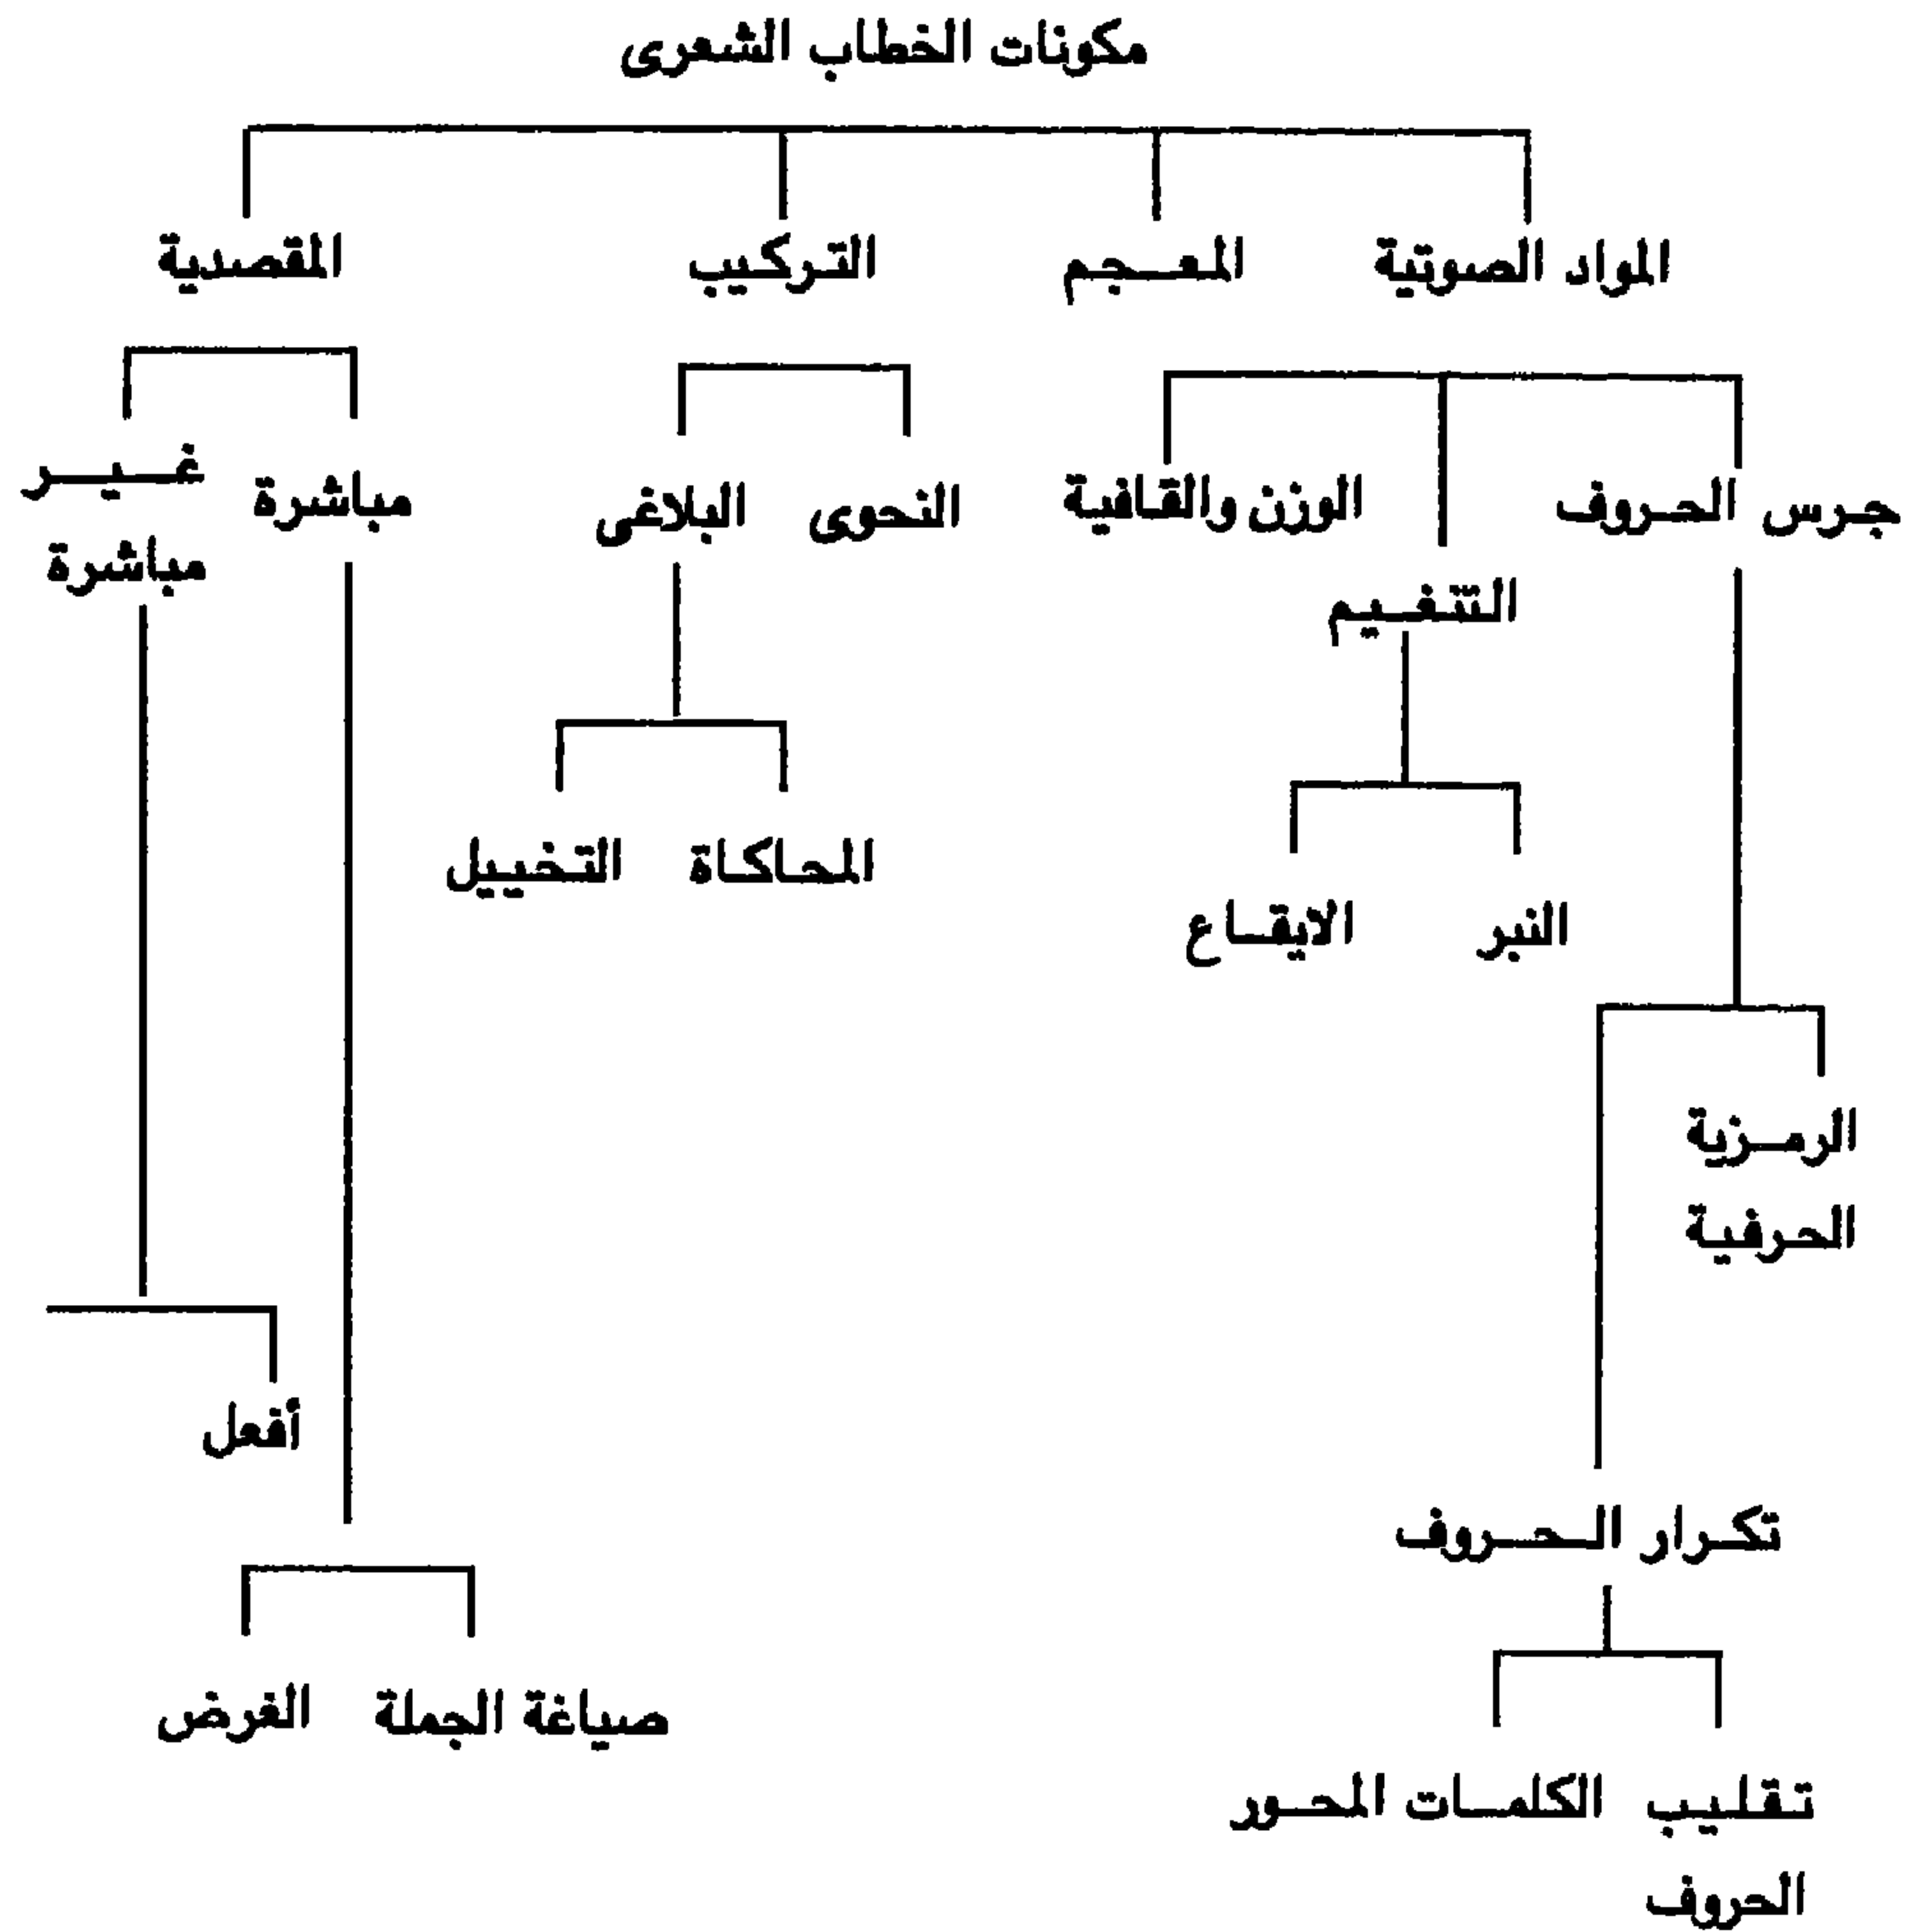 مكونات الخطاب الشعرى
المواد الصوتية
المعجم
التركيب
المقصدية
جرس الحروف
الوزن والقافية
النحوى
البلاغى
مباشرة
غير
مباشرة
التنغيم
المحاكاة
التخييل
النبر
الايقاع
الرمزية
الحرفية
أفعل
تكرار الحروف
صياغة الجملة
الغرض
تقليب
الحروف
الكلمات المحور